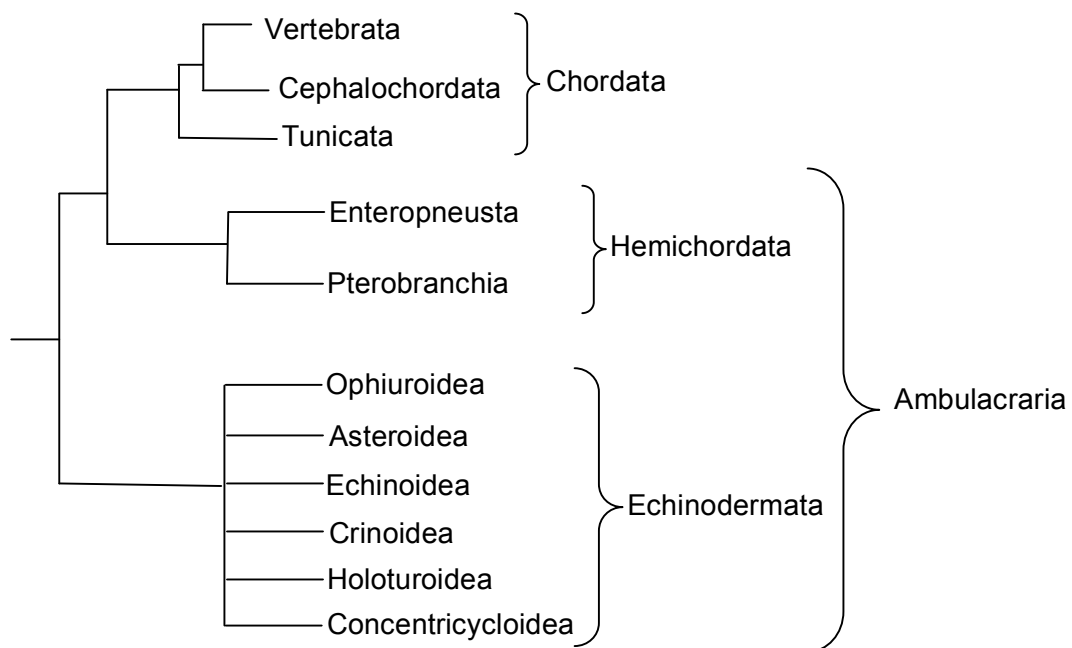 Vertebrata
Cephalochordata
Chordata
Tunicata
Enteropneusta
Hemichordata
Pterobranchia
Ophiuroidea
Ambulacraria
Asteroidea
Echinoidea
Echinodermata
Crinoidea
Holoturoidea
Concentricycloidea